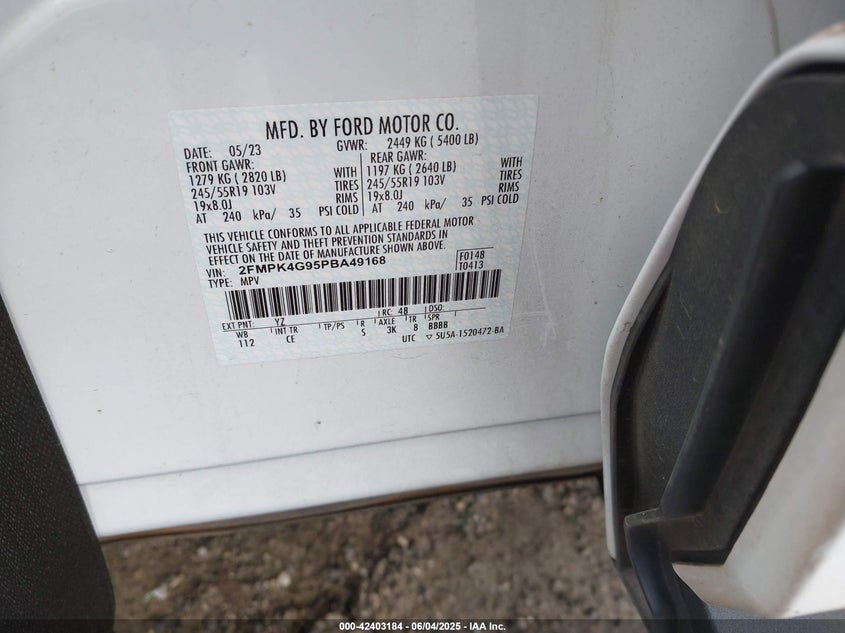 MFD. BY FORD MOTOR CO.
DATE: 05/23 GVWR: 2449 KG ( 5400 LB)
FRONT GAWR: REAR GAWR:
1279 KG ( 2820 LB) WITH 1197 KG ( 2640 LB) WITH
245/55R19 103V TIRES 245/55R19 103V TIRES
19x8.0J RIMS 19x8.0J RIMS
AT 240 kPa/ 35 PSI COLD AT 240 kPa/ 35 PSI COLD
THIS VEHICLE CONFORMS TO ALL APPLICABLE FEDERAL MOTOR
VEHICLE SAFETY AND THEFT PREVENTION STANDARDS IN
EFFECT ON THE DATE OF MANUFACTURE SHOWN ABOVE.
VIN: 2FMPK4G95PBA49168 F0148
TYPE: MPV T0413
EXT PNT: YZ RC: 48 DSO:
WB INT TR TP/PS R AXLE TR SPR
112 CE S 3K 8 BBBB
UTC ▽ 5U5A-1520472-BA
000-42403184 - 06/04/2025 - IAA Inc.